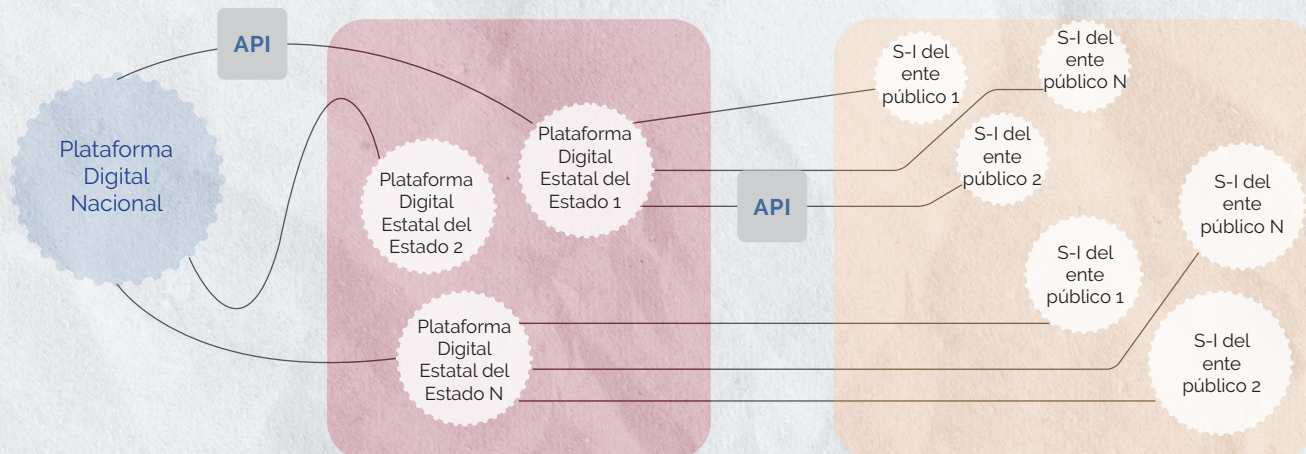 API
Plataforma
Digital
Nacional
Plataforma
Digital
Estatal del
Estado 2
Plataforma
Digital
Estatal del
Estado 1
Plataforma
Digital
Estatal del
Estado N
API
S-I del
ente
público 1
S-I del
ente
público N
S-I del
ente
público 2
S-I del
ente
público N
S-I del
ente
público 1
S-I del
ente
público 2